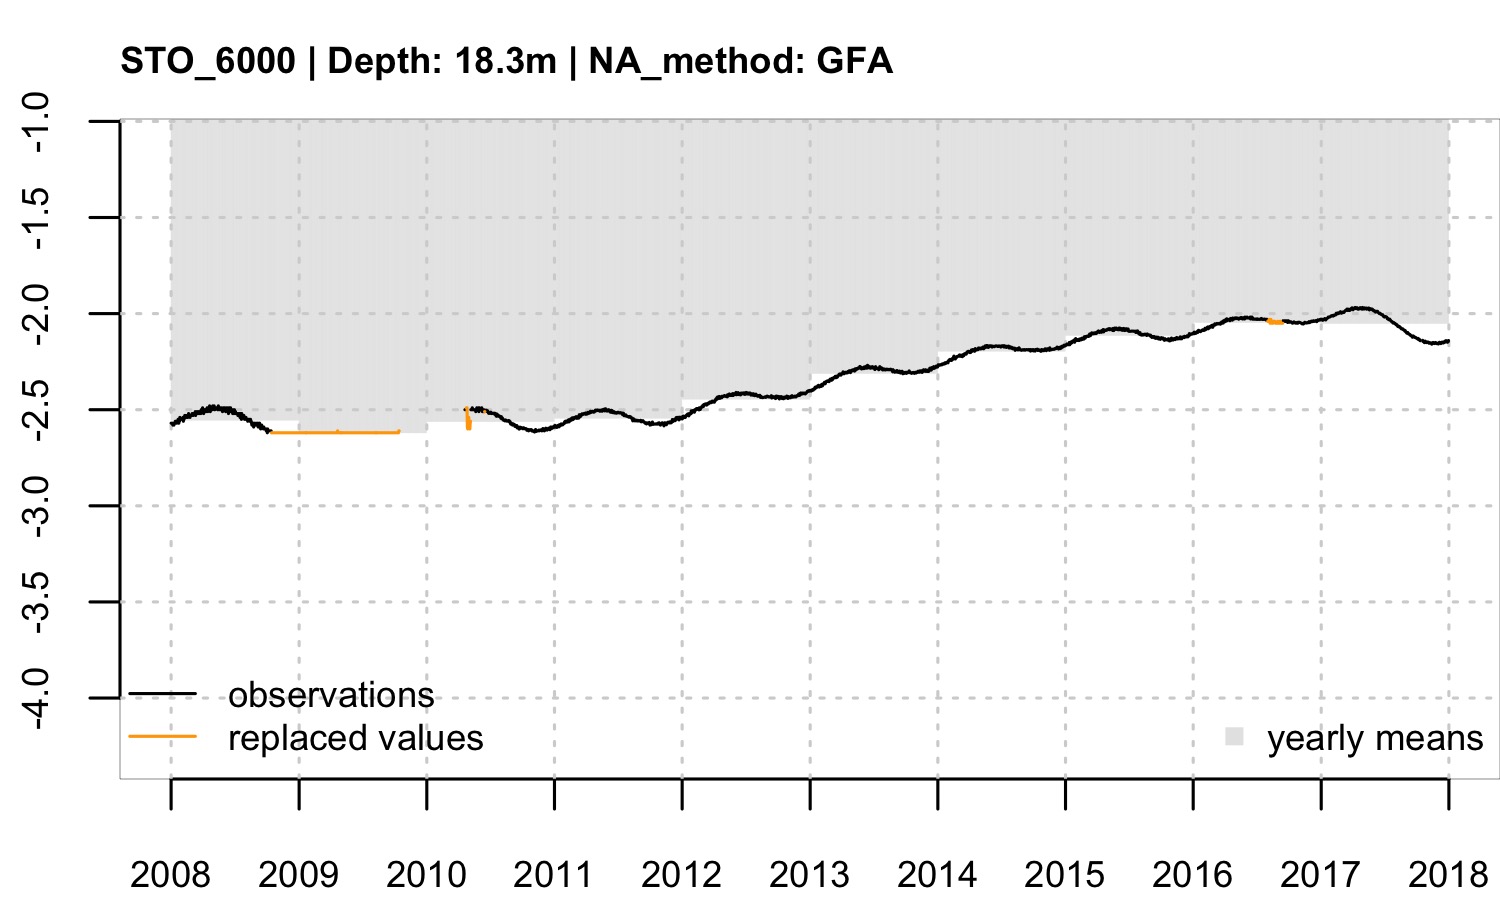 STO_6000 | Depth: 18.3m | NA_method: GFA
-1.0
-1.5
-2.0
-2.5
-3.0
-3.5
-4.0
observations
replaced values
yearly means
2008 2009 2010 2011 2012 2013 2014 2015 2016 2017 2018